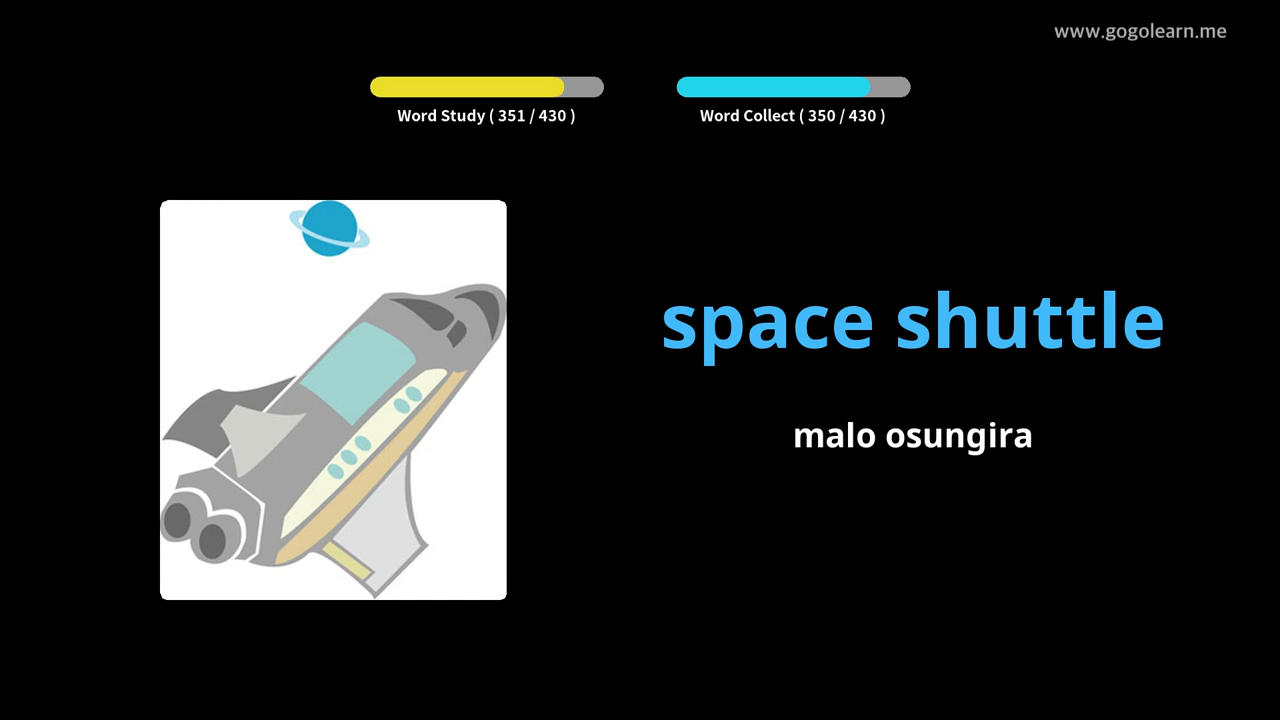 www.gogolearn.me
Word Study ( 351 / 430 )
Word Collect ( 350 / 430 )
space shuttle
malo osungira